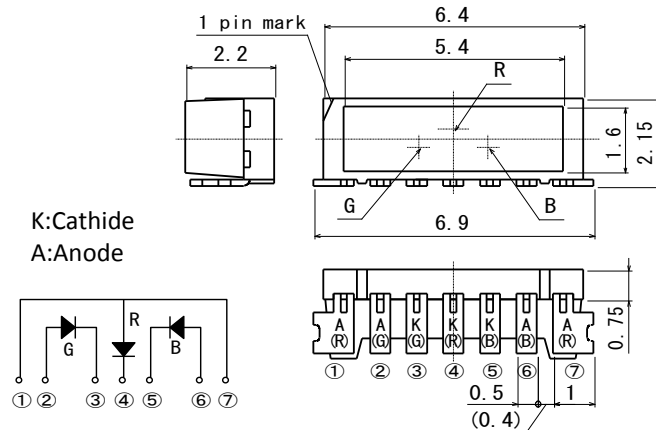 6.4
1 pin mark
5.4
2.2
R
1.6
2.15
G
B
6.9
K:Cathide
A:Anode
R
G
B
① ② ③ ④ ⑤ ⑥ ⑦
A A K K K A A
(R) (G) (G) (R) (B) (B) (R)
① ② ③ ④ ⑤ ⑥ ⑦
0.75
0.5
1
(0.4)